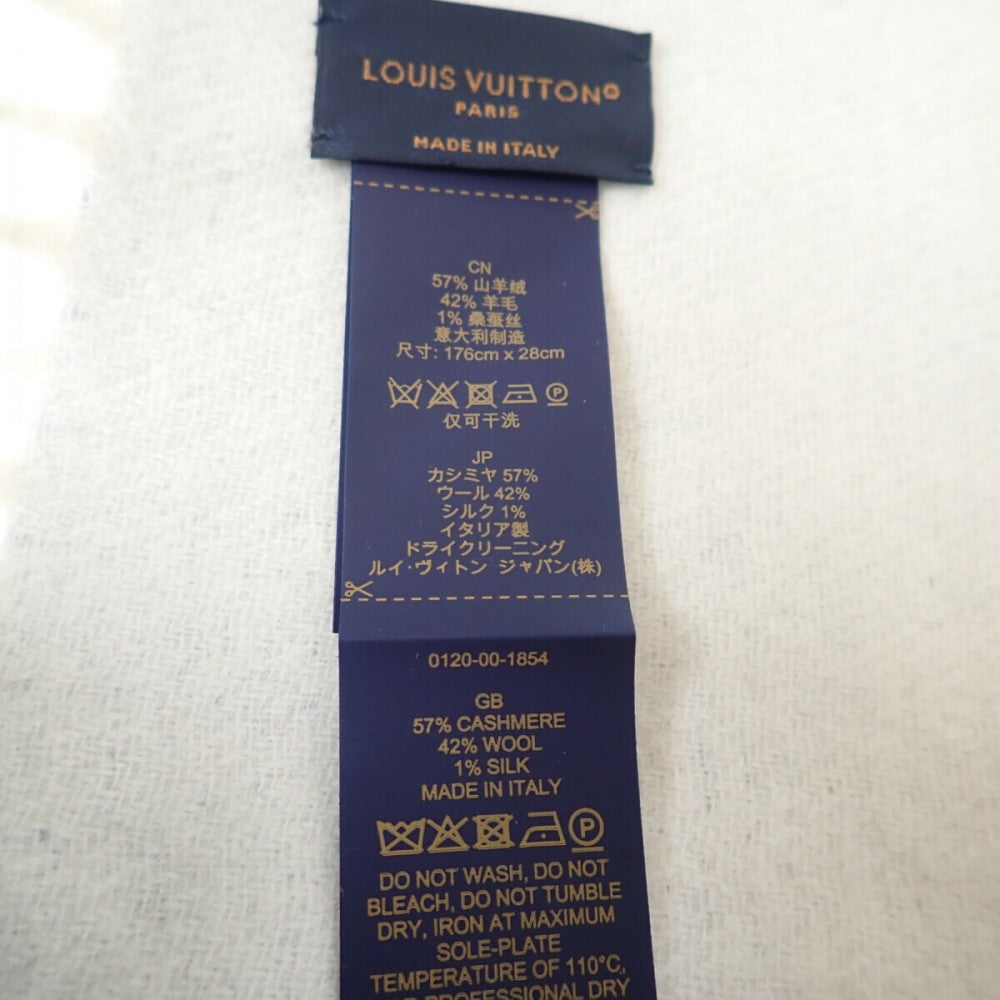 LOUIS VUITTON
PARIS
MADE IN ITALY
CN
57% 山羊绒
42% 羊毛
1% 桑蚕丝
意大利制造
尺寸: 176cm x 28cm
P
仅可干洗
JP
カシミヤ 57%
ウール 42%
シルク 1%
イタリア製
ドライクリーニング
ルイ·ヴィトン ジャパン(株)
0120-00-1854
GB
57% CASHMERE
42% WOOL
1% SILK
MADE IN ITALY
P
DO NOT WASH, DO NOT
BLEACH, DO NOT TUMBLE
DRY, IRON AT MAXIMUM
SOLE-PLATE
TEMPERATURE OF 110°C,
PROFESSIONAL DRY